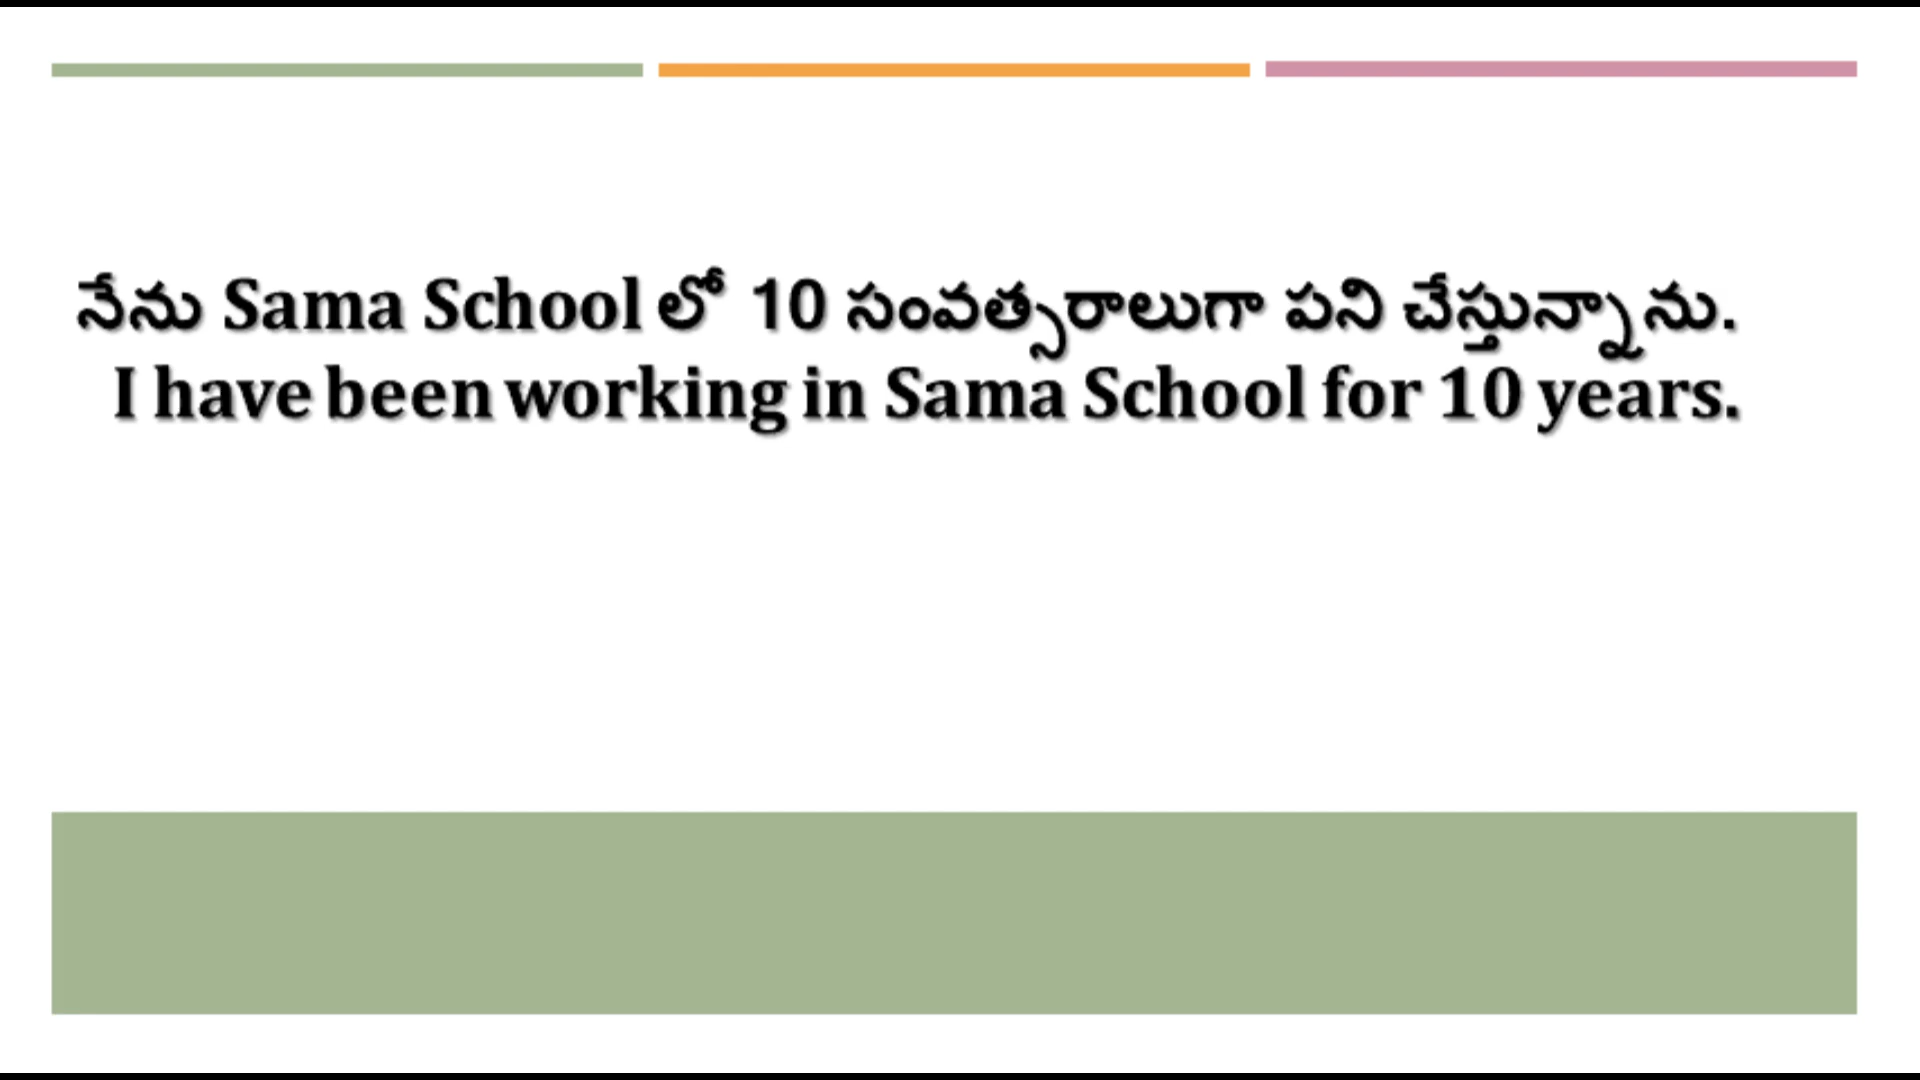 నేను Sama School లో 10 సంవత్సరాలుగా పని చేస్తున్నాను.
I have been working in Sama School for 10 years.